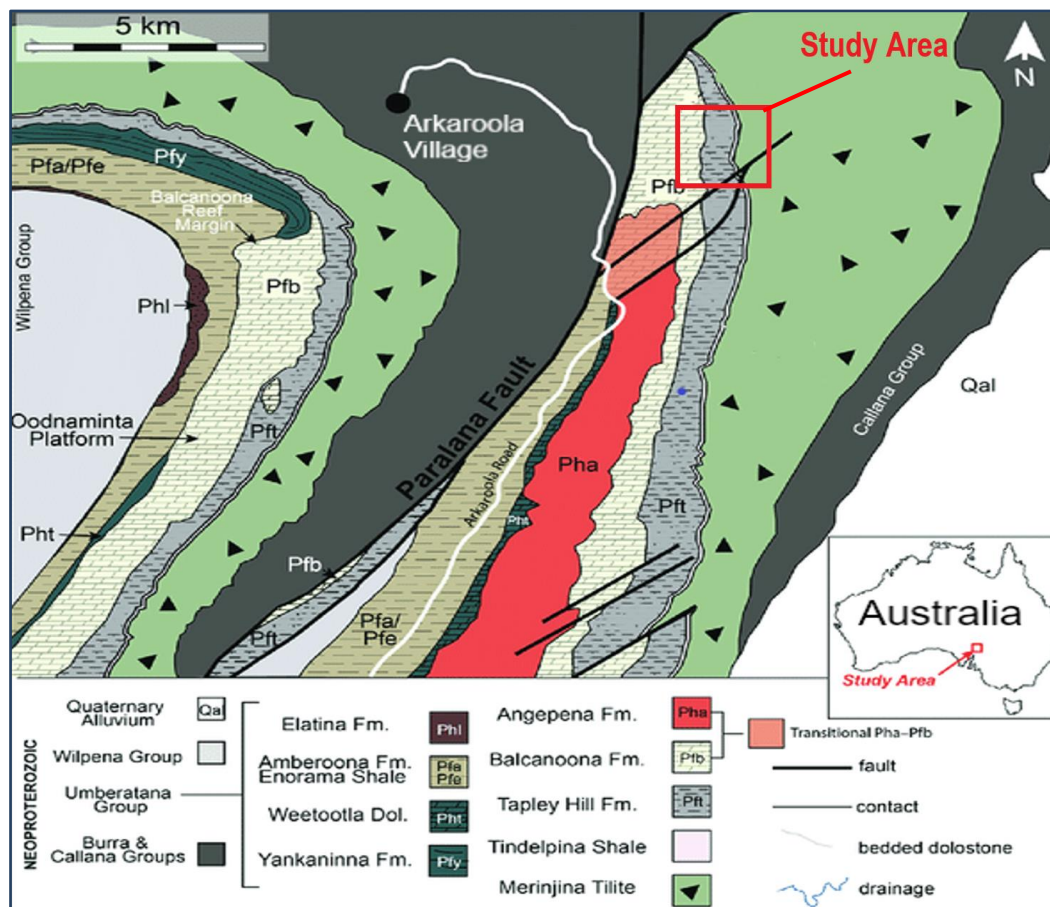 5 km
Study Area
N
Arkaroola
Village
Pfy
Pfa/Pfe
Pfb
Balcanoona
Reef
Margin
Wilpena Group
Pfb
Phl
Oodnaminta
Platform
Pft
Paralana Fault
Arkaroola Road
Pha
Pht
Pft
Callana Group
Qal
Pht
Pfb
Pft
Pfa/
Pfe
Australia
Study Area
NEOPROTEROZOIC
Quaternary
Alluvium
Qal
Wilpena Group
Umberatana
Group
Burra &
Callana Groups
Elatina Fm.
Phl
Amberoona Fm.
Enorama Shale
Pfa
Pfe
Weetootla Dol.
Pht
Yankaninna Fm.
Pfy
Angepena Fm.
Pha
Balcanoona Fm.
Pfb
Tapley Hill Fm.
Pft
Tindelpina Shale
Merinjina Tilite
Transitional Pha–Pfb
fault
contact
bedded dolostone
drainage